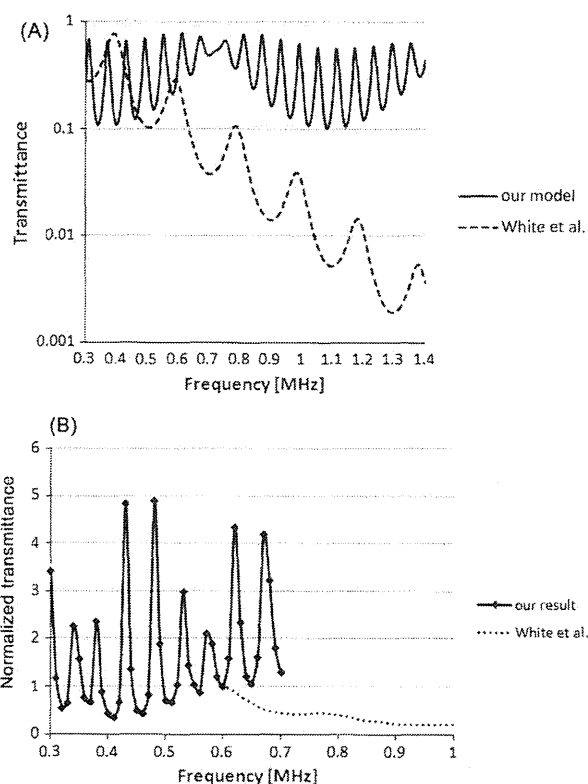 (A)
1
0.1
0.01
0.001
Transmittance
0.3 0.4 0.5 0.6 0.7 0.8 0.9 1 1.1 1.2 1.3 1.4
Frequency [MHz]
our model
White et al.
(B)
6
5
4
3
2
1
0
Normalized transmittance
0.3 0.4 0.5 0.6 0.7 0.8 0.9 1
Frequency [MHz]
our result
White et al.